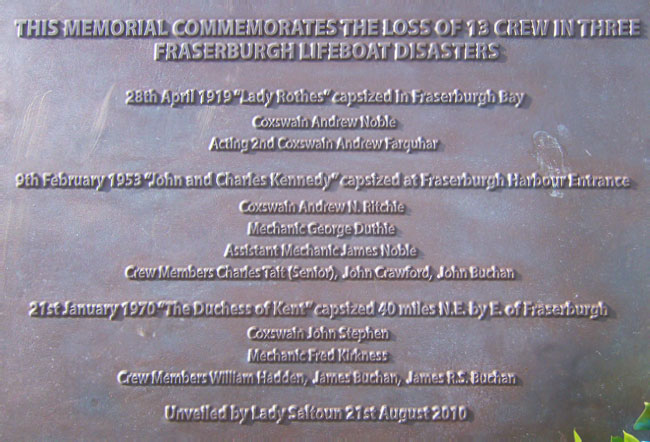 THIS MEMORIAL COMMEMORATES THE LOSS OF 13 CREW IN THREE
FRASERBURGH LIFEBOAT DISASTERS
28th April 1919 "Lady Rothes" capsized in Fraserburgh Bay
Coxswain Andrew Noble
Acting 2nd Coxswain Andrew Farquhar
9th February 1953 "John and Charles Kennedy" capsized at Fraserburgh Harbour Entrance
Coxswain Andrew N. Ritchie
Mechanic George Duthie
Assistant Mechanic James Noble
Crew Members Charles Tait (Senior), John Crawford, John Buchan
21st January 1970 "The Duchess of Kent" capsized 40 miles N.E. by E. of Fraserburgh
Coxswain John Stephen
Mechanic Fred Kirkness
Crew Members William Hadden, James Buchan, James R.S. Buchan
Unveiled by Lady Saltoun 21st August 2010